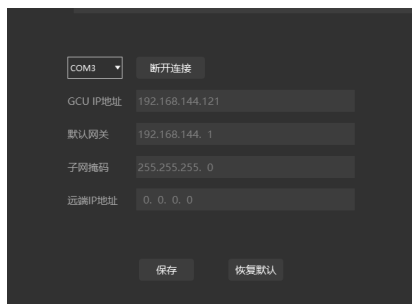 COM3 断开连接
GCU IP地址 192.168.144.121
默认网关 192.168.144. 1
子网掩码 255.255.255. 0
远端IP地址 0. 0. 0. 0
保存 恢复默认